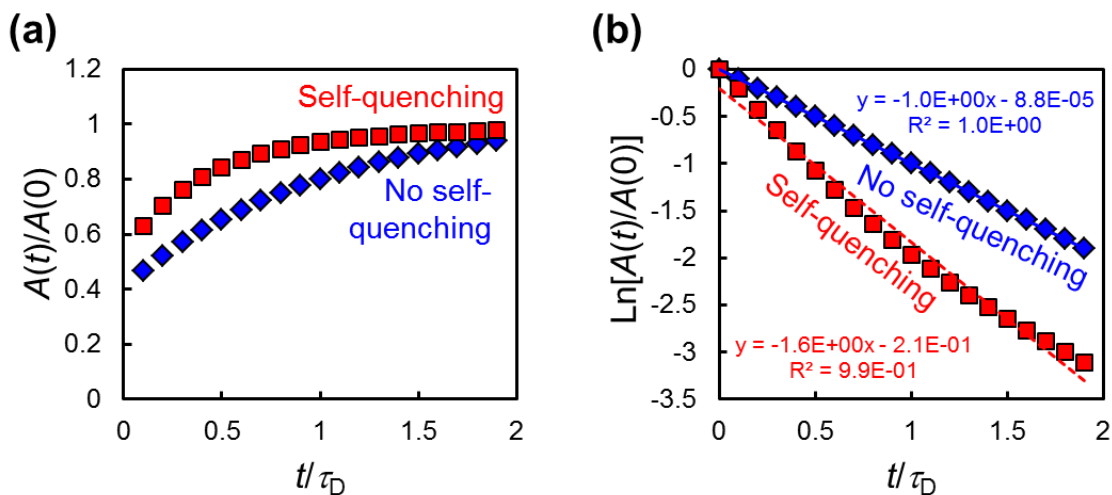 (a)
1.2
1
0.8
0.6
0.4
0.2
0
A(t)/A(0)
Self-quenching
No self-
quenching
0
0.5
1
1.5
2
t/τD
(b)
0
-0.5
-1
-1.5
-2
-2.5
-3
-3.5
Ln[A(t)/A(0)]
y = -1.0E+00x - 8.8E-05
R² = 1.0E+00
No self-quenching
Self-quenching
y = -1.6E+00x - 2.1E-01
R² = 9.9E-01
0
0.5
1
1.5
2
t/τD